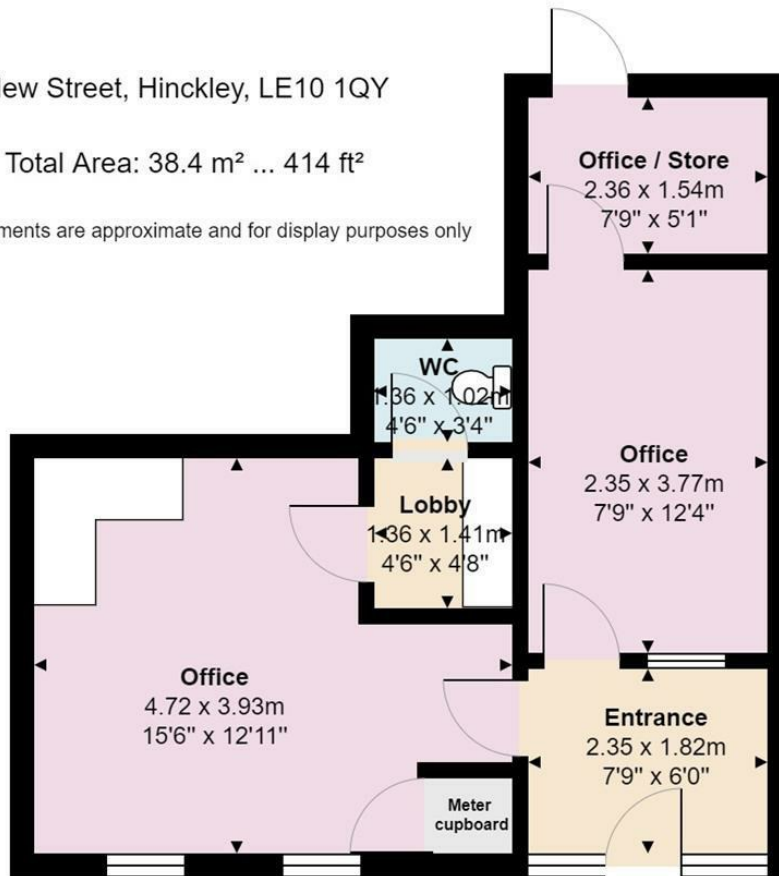 New Street, Hinckley, LE10 1QY
Total Area: 38.4 m² ... 414 ft²
are approximate and for display purposes only
Office / Store
2.36 x 1.54m
7'9" x 5'1"
WC
1.36 x 1.02m
4'6" x 3'4"
Office
2.35 x 3.77m
7'9" x 12'4"
Lobby
1.36 x 1.41m
4'6" x 4'8"
Office
4.72 x 3.93m
15'6" x 12'11"
Entrance
2.35 x 1.82m
7'9" x 6'0"
Meter
cupboard